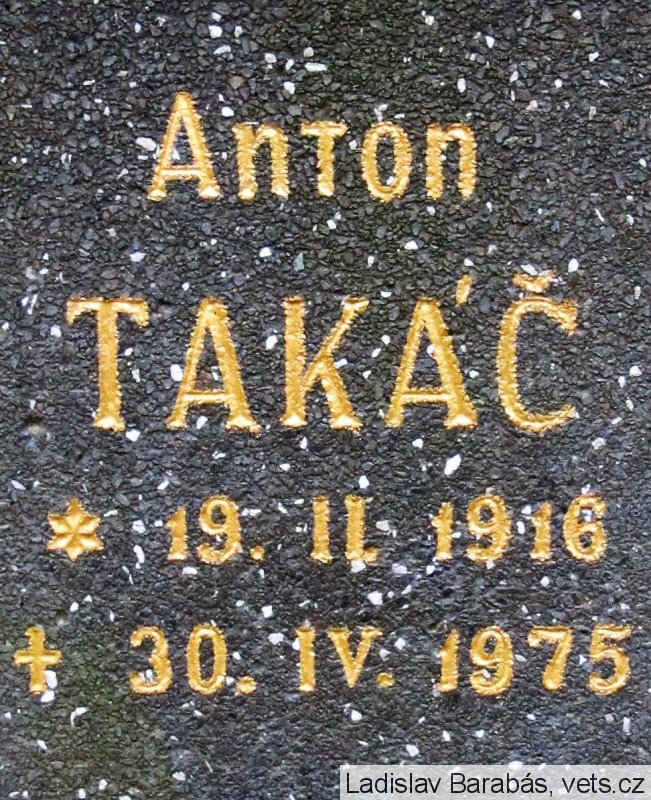 Anton
TAKÁČ
* 19. II. 1916
† 30. IV. 1975
Ladislav Barabás, vets.cz